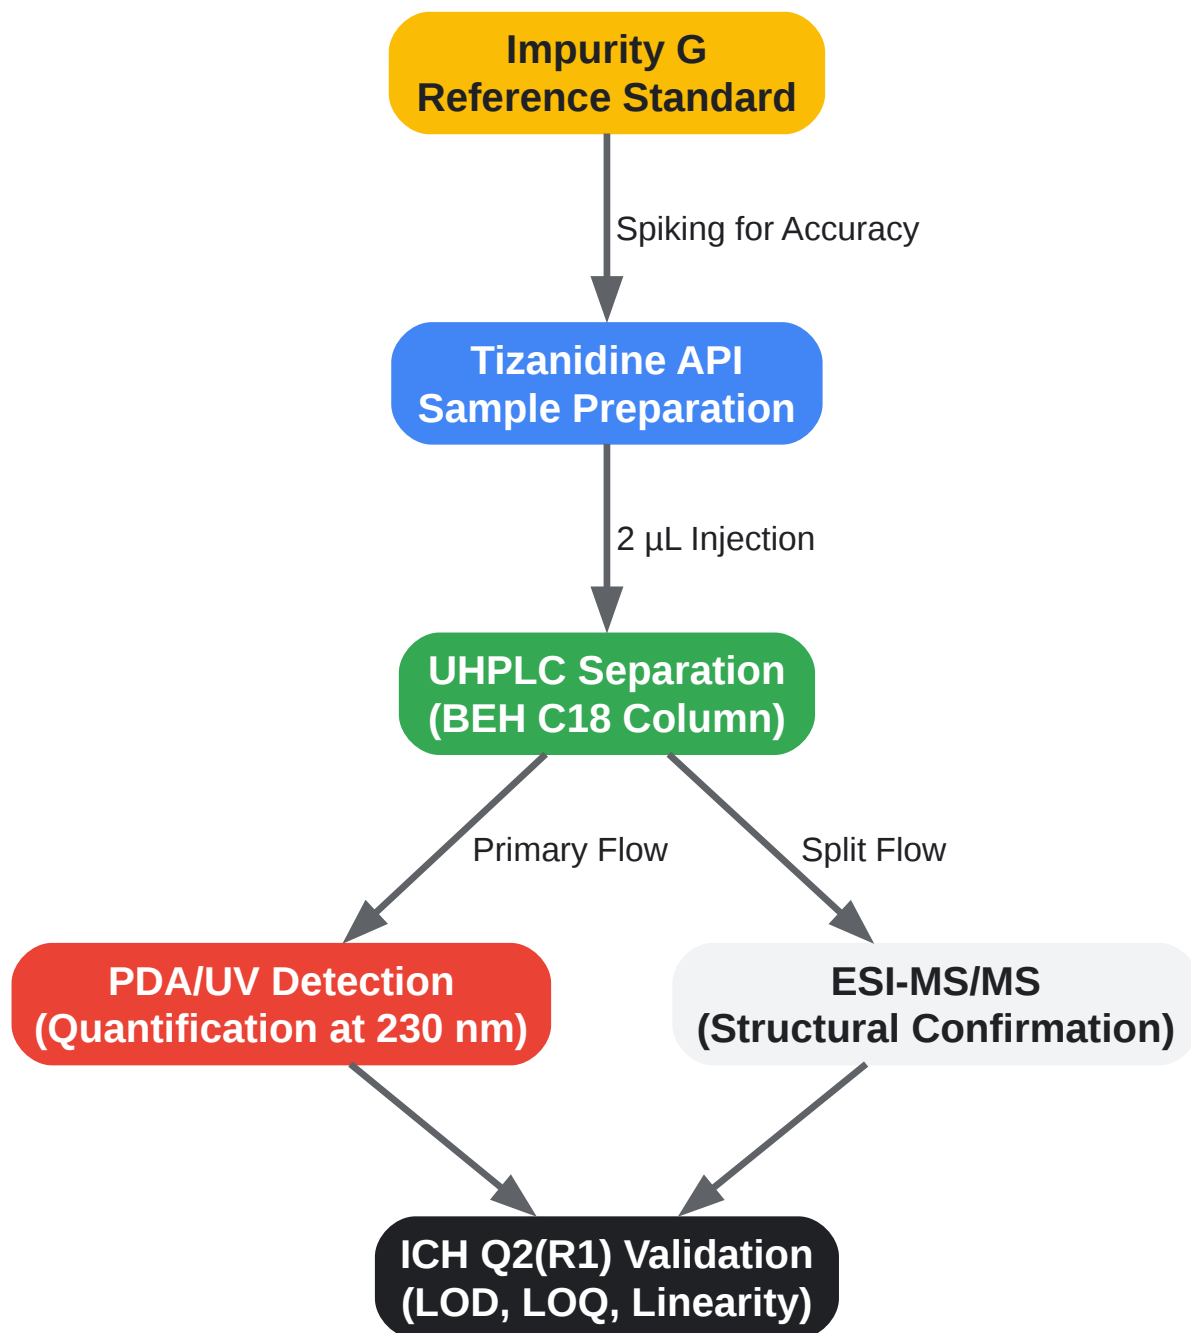 Impurity G
Reference Standard
Spiking for Accuracy
Tizanidine API
Sample Preparation
2 µL Injection
UHPLC Separation
(BEH C18 Column)
Primary Flow
Split Flow
PDA/UV Detection
(Quantification at 230 nm)
ESI-MS/MS
(Structural Confirmation)
ICH Q2(R1) Validation
(LOD, LOQ, Linearity)